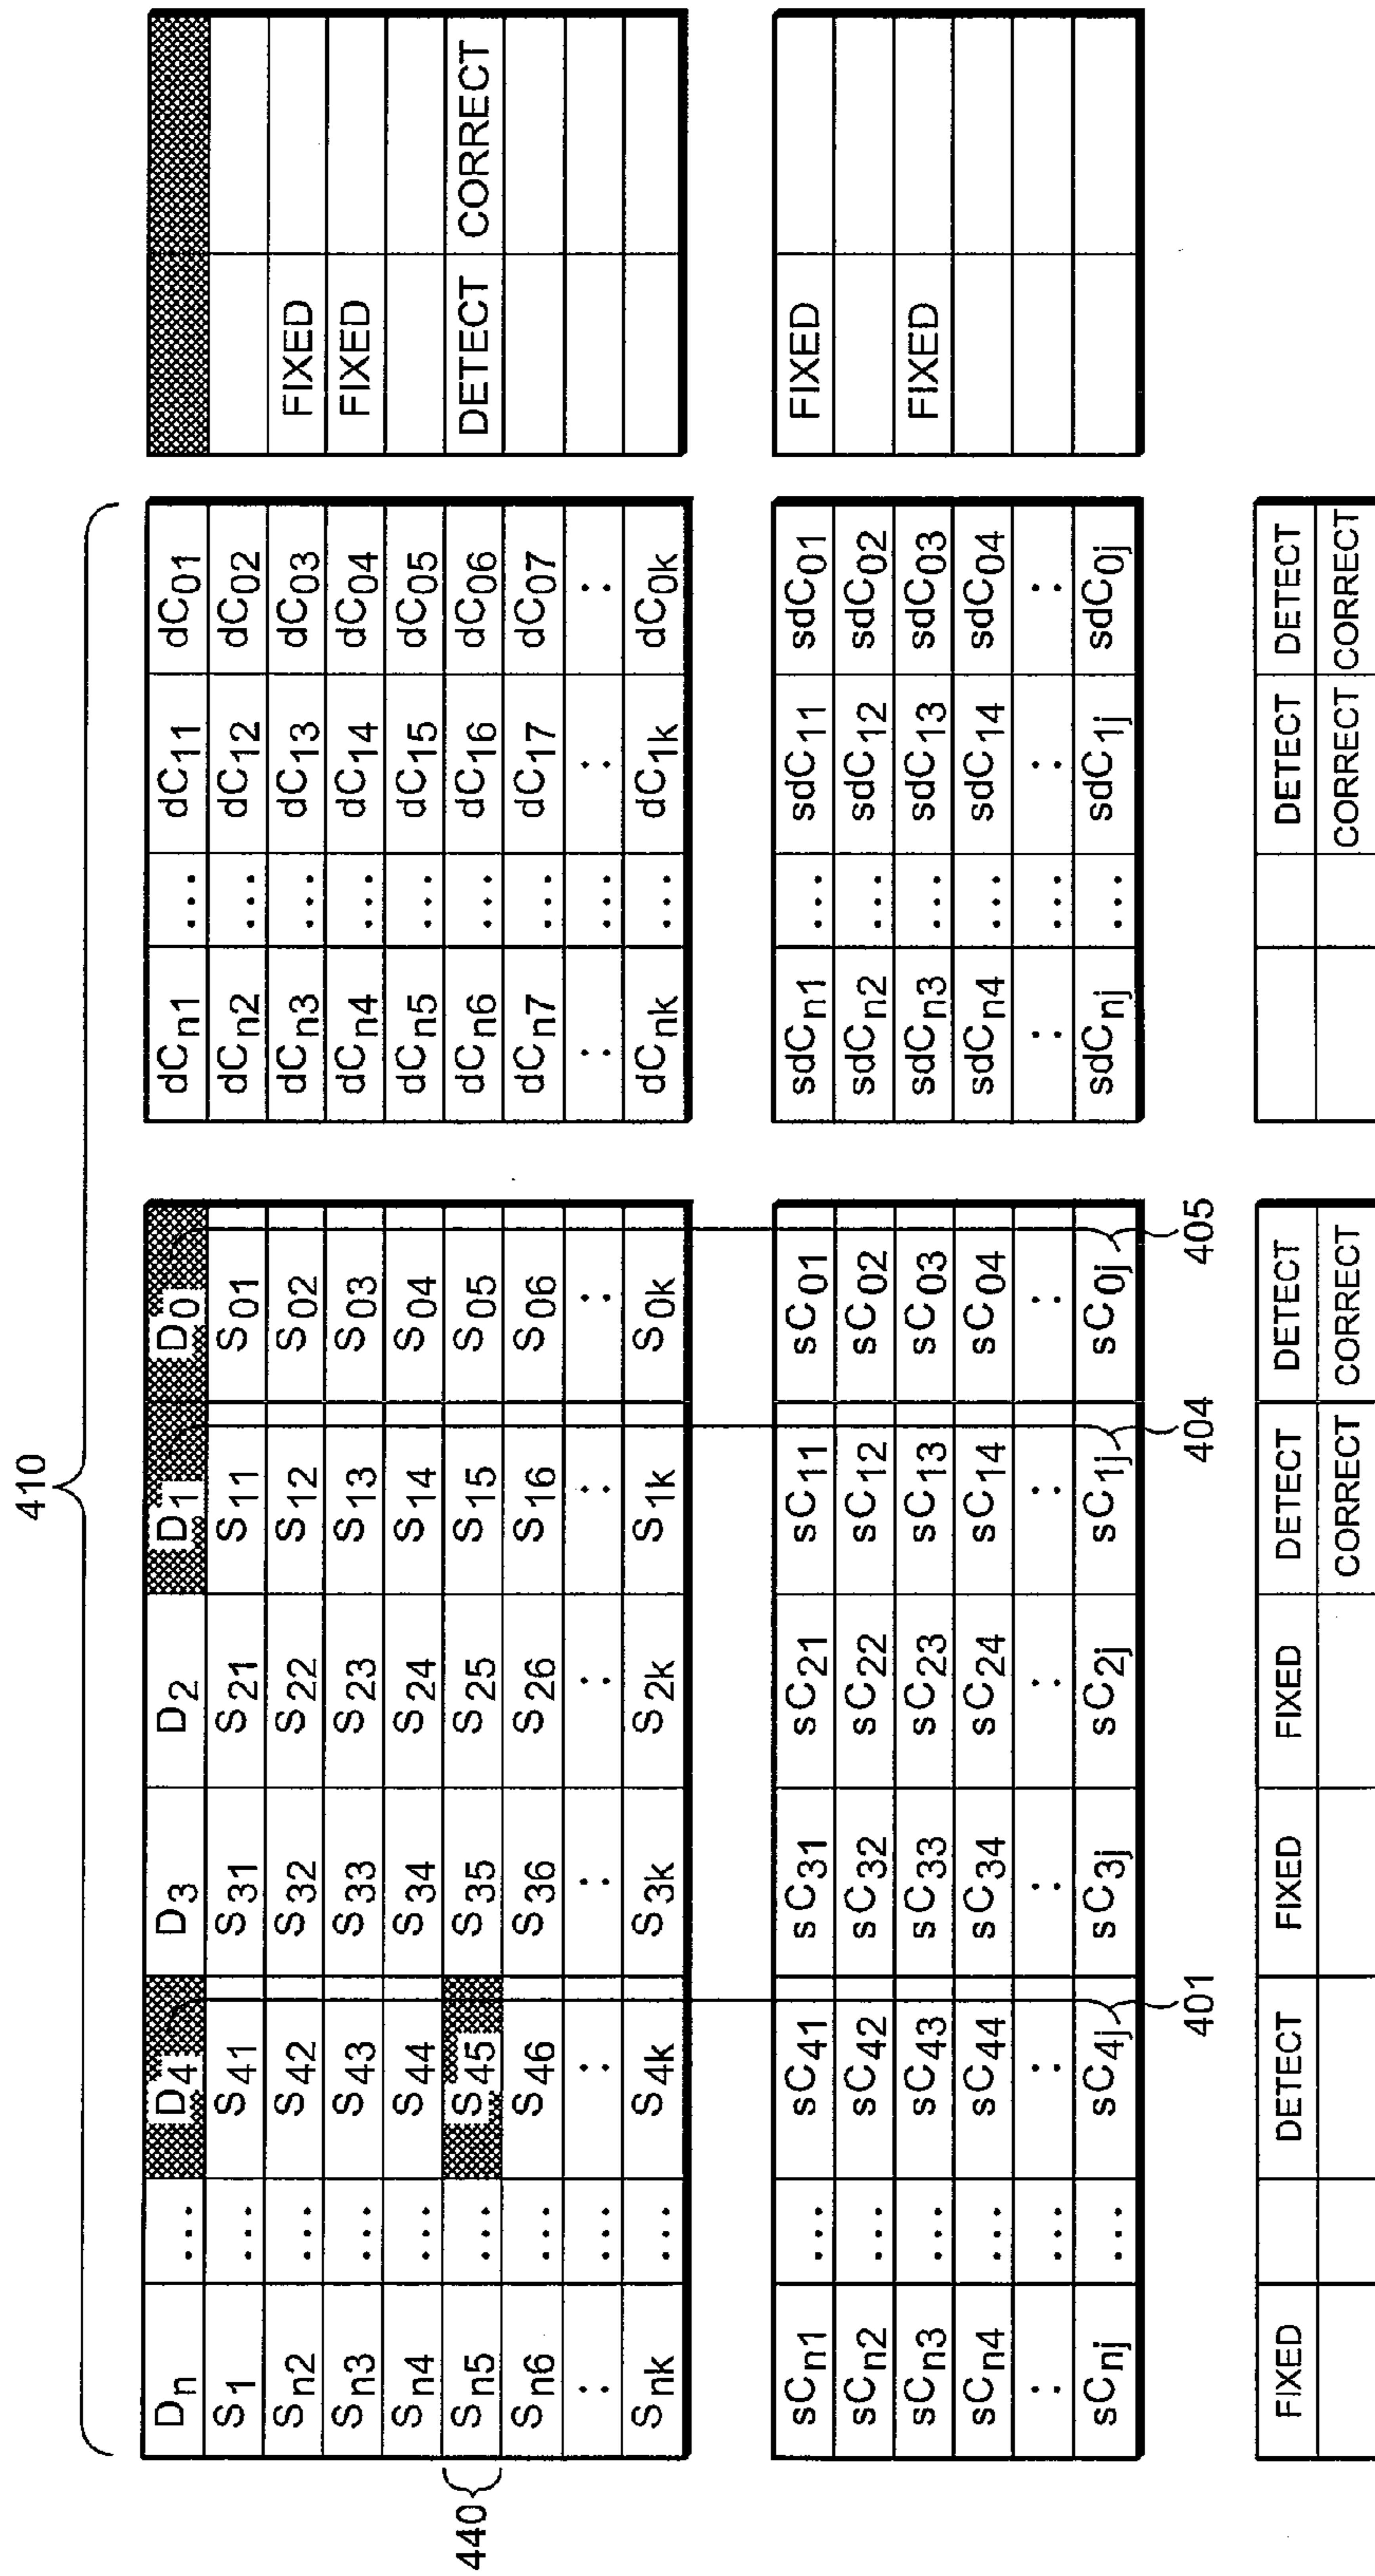 410
Dn ... D4 D3 D2 D1 D0 dCn1 ... dC11 dC01
S1 ... S41 S31 S21 S11 S01 dCn2 ... dC12 dC02
Sn2 ... S42 S32 S22 S12 S02 dCn3 ... dC13 dC03 FIXED
Sn3 ... S43 S33 S23 S13 S03 dCn4 ... dC14 dC04 FIXED
Sn4 ... S44 S34 S24 S14 S04 dCn5 ... dC15 dC05
440 Sn5 ... S45 S35 S25 S15 S05 dCn6 ... dC16 dC06 DETECT CORRECT
Sn6 ... S46 S36 S26 S16 S06 dCn7 ... dC17 dC07
: ... : : : : : : ... : :
Snk ... S4k S3k S2k S1k S0k dCnk ... dC1k dC0k
sCn1 ... sC41 sC31 sC21 sC11 sC01 sdCn1 ... sdC11 sdC01 FIXED
sCn2 ... sC42 sC32 sC22 sC12 sC02 sdCn2 ... sdC12 sdC02
sCn3 ... sC43 sC33 sC23 sC13 sC03 sdCn3 ... sdC13 sdC03 FIXED
sCn4 ... sC44 sC34 sC24 sC14 sC04 sdCn4 ... sdC14 sdC04
: ... : : : : : : ... : :
sCnj ... sC4j sC3j sC2j sC1j sC0j sdCnj ... sdC1j sdC0j
401 404 405
FIXED DETECT FIXED FIXED DETECT DETECT DETECT DETECT
CORRECT CORRECT CORRECT CORRECT